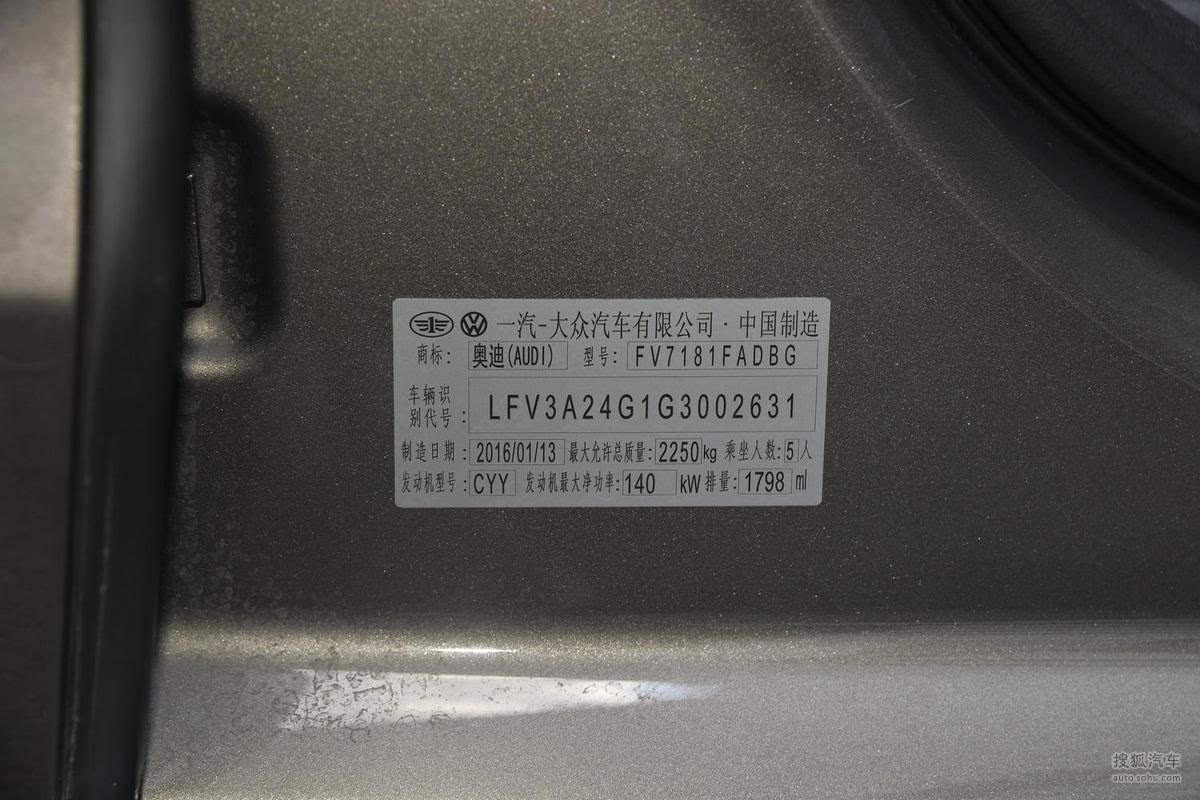 一汽-大众汽车有限公司·中国制造
商标: 奥迪(AUDI) 型号: FV7181FADBG
车辆识
别代号: LFV3A24G1G3002631
制造日期: 2016/01/13 最大允许总质量: 2250kg 乘坐人数: 5人
发动机型号: CYY 发动机最大净功率: 140 kW 排量: 1798 ml
搜狐汽车
auto.sohu.com